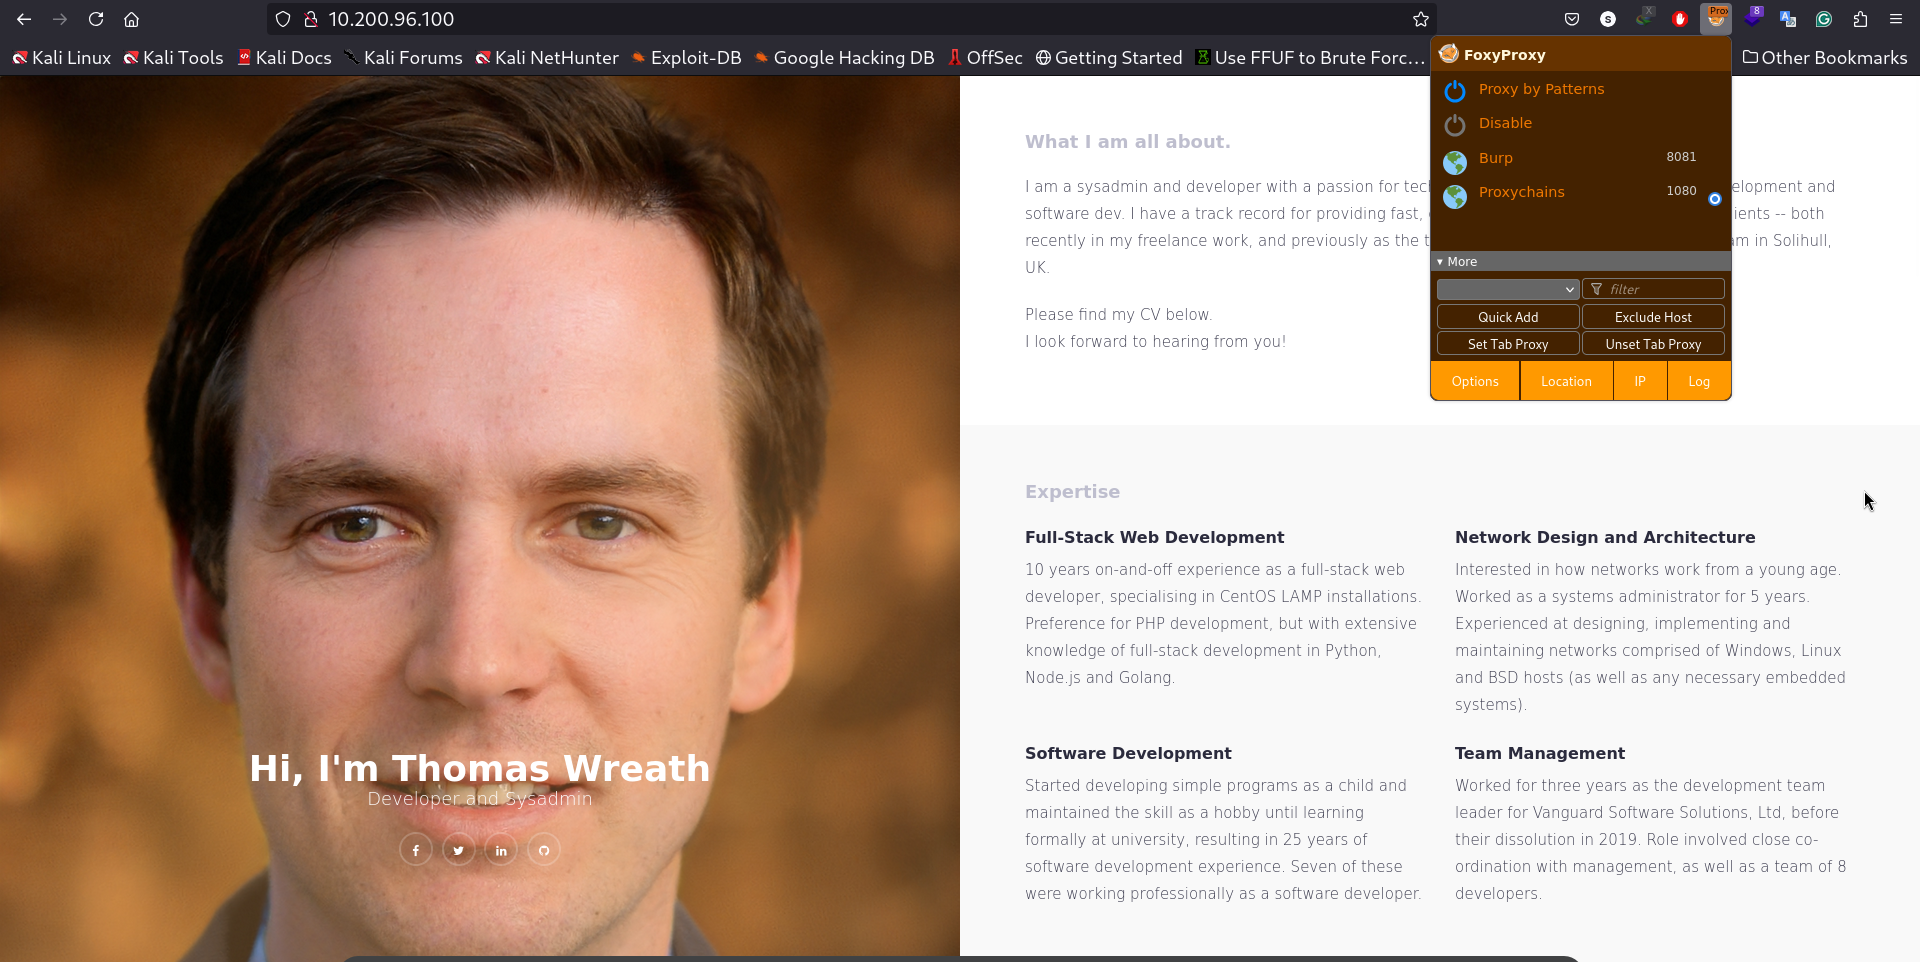 10.200.96.100
S
X
Prox
8
Kali Linux
Kali Tools
Kali Docs
Kali Forums
Kali NetHunter
Exploit-DB
Google Hacking DB
OffSec
Getting Started
Use FFUF to Brute Forc...
Other Bookmarks
FoxyProxy
Proxy by Patterns
Disable
Burp 8081
Proxychains 1080
▾ More
filter
Quick Add Exclude Host
Set Tab Proxy Unset Tab Proxy
Options Location IP Log
What I am all about.
I am a sysadmin and developer with a passion for tec elopment and
software dev. I have a track record for providing fast, ients -- both
recently in my freelance work, and previously as the t am in Solihull,
UK.
Please find my CV below.
I look forward to hearing from you!
Hi, I'm Thomas Wreath
Developer and Sysadmin
Expertise
Full-Stack Web Development
10 years on-and-off experience as a full-stack web
developer, specialising in CentOS LAMP installations.
Preference for PHP development, but with extensive
knowledge of full-stack development in Python,
Node.js and Golang.
Network Design and Architecture
Interested in how networks work from a young age.
Worked as a systems administrator for 5 years.
Experienced at designing, implementing and
maintaining networks comprised of Windows, Linux
and BSD hosts (as well as any necessary embedded
systems).
Software Development
Started developing simple programs as a child and
maintained the skill as a hobby until learning
formally at university, resulting in 25 years of
software development experience. Seven of these
were working professionally as a software developer.
Team Management
Worked for three years as the development team
leader for Vanguard Software Solutions, Ltd, before
their dissolution in 2019. Role involved close co-
ordination with management, as well as a team of 8
developers.